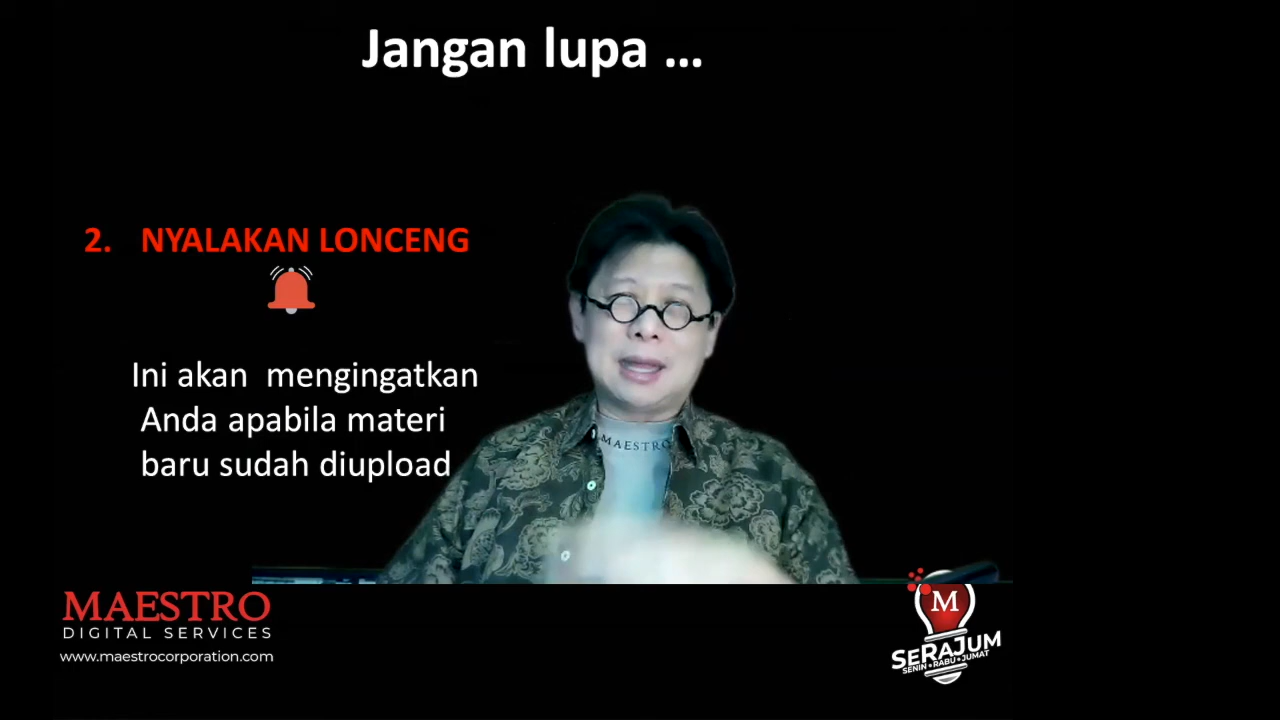 Jangan lupa ...
2. NYALAKAN LONCENG
Ini akan mengingatkan
Anda apabila materi
baru sudah diupload
MAESTRO
MAESTRO
DIGITAL SERVICES
www.maestrocorporation.com
M
SERAJUM
SENIN • RABU • JUMAT